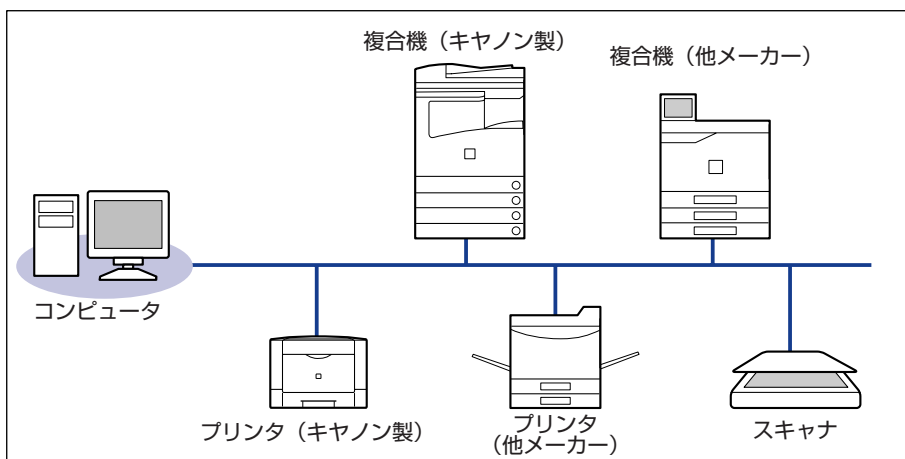 複合機（キヤノン製）
複合機（他メーカー）
コンピュータ
プリンタ（キヤノン製）
プリンタ
（他メーカー）
スキャナ